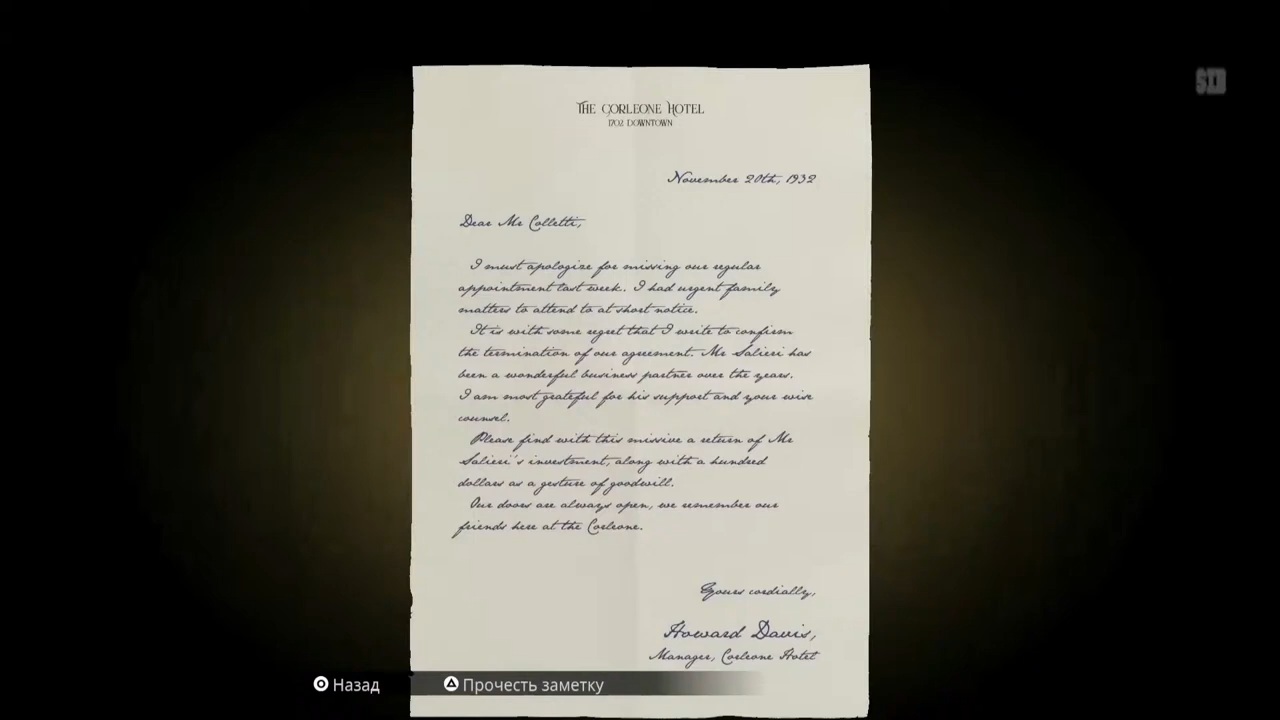 THE CORLEONE HOTEL
1702 DOWNTOWN
November 20th, 1932
Dear Mr Colletti,
I must apologize for missing our regular
appointment last week. I had urgent family
matters to attend to at short notice.
It is with some regret that I write to confirm
the termination of our agreement. Mr Salieri has
been a wonderful business partner over the years.
I am most grateful for his support and your wise
counsel.
Please find with this missive a return of Mr
Salieri's investment, along with a hundred
dollars as a gesture of goodwill.
Our doors are always open, we remember our
friends here at the Corleone.
Yours cordially,
Howard Davis,
Manager, Corleone Hotel
Назад
Прочесть заметку